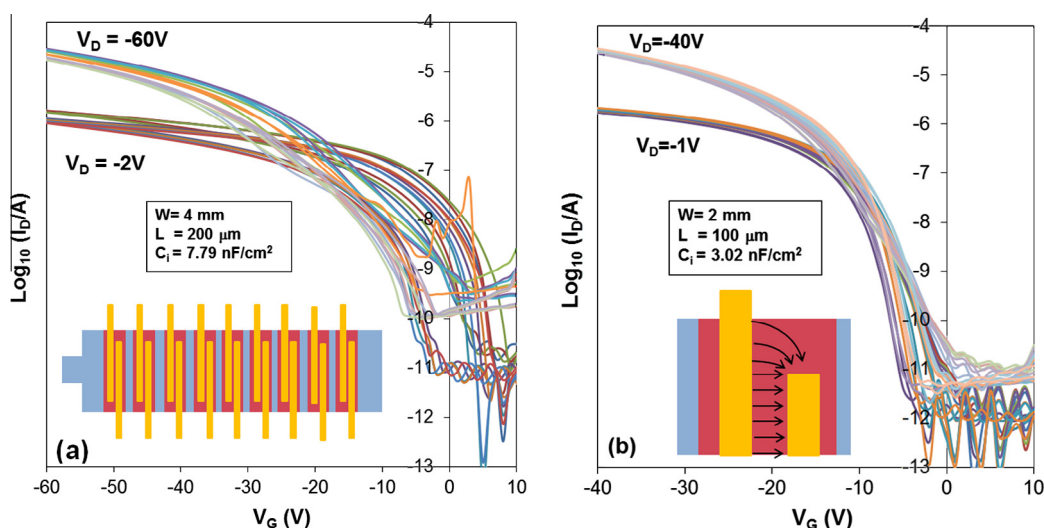 V_D = -60V
V_D = -2V
W= 4 mm
L = 200 μm
C_i = 7.79 nF/cm²
(a)
Log₁₀ (I_D/A)
-4
-5
-6
-7
-8
-9
-10
-11
-12
-13
-60
-50
-40
-30
-20
-10
0
10
V_G (V)
V_D=-40V
V_D=-1V
W= 2 mm
L = 100 μm
C_i = 3.02 nF/cm²
(b)
Log₁₀ (I_D/A)
-4
-5
-6
-7
-8
-9
-10
-11
-12
-13
-40
-30
-20
-10
0
10
V_G (V)